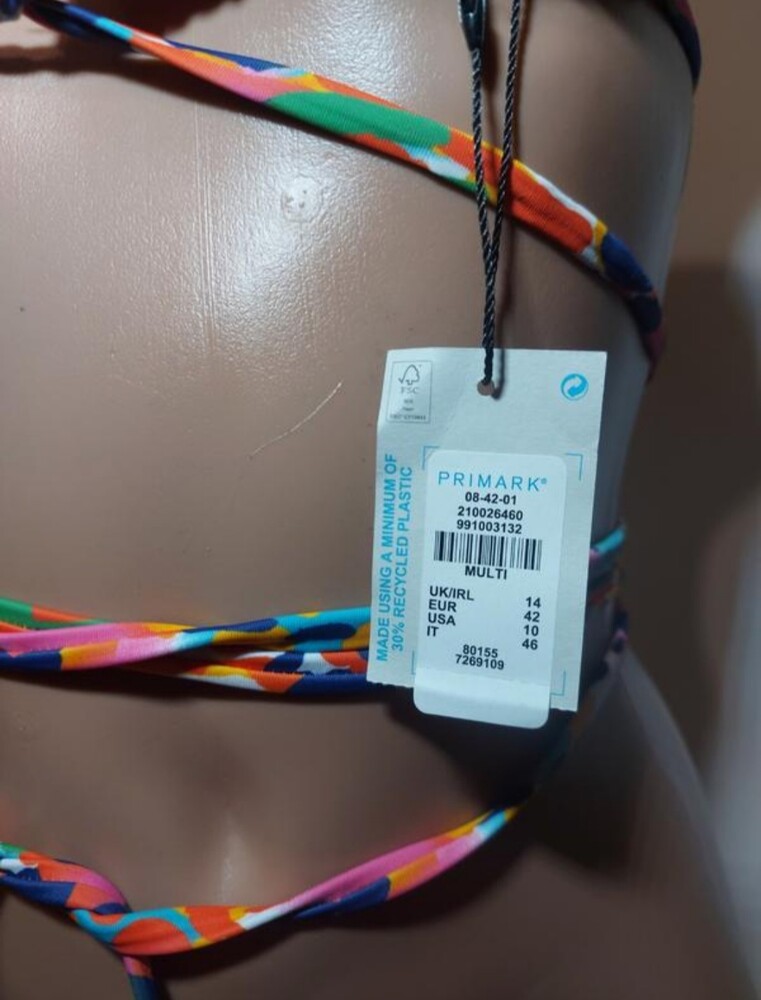 FSC
MADE USING A MINIMUM OF
30% RECYCLED PLASTIC
PRIMARK®
08-42-01
210026460
991003132
MULTI
UK/IRL 14
EUR 42
USA 10
IT 46
80155
7269109